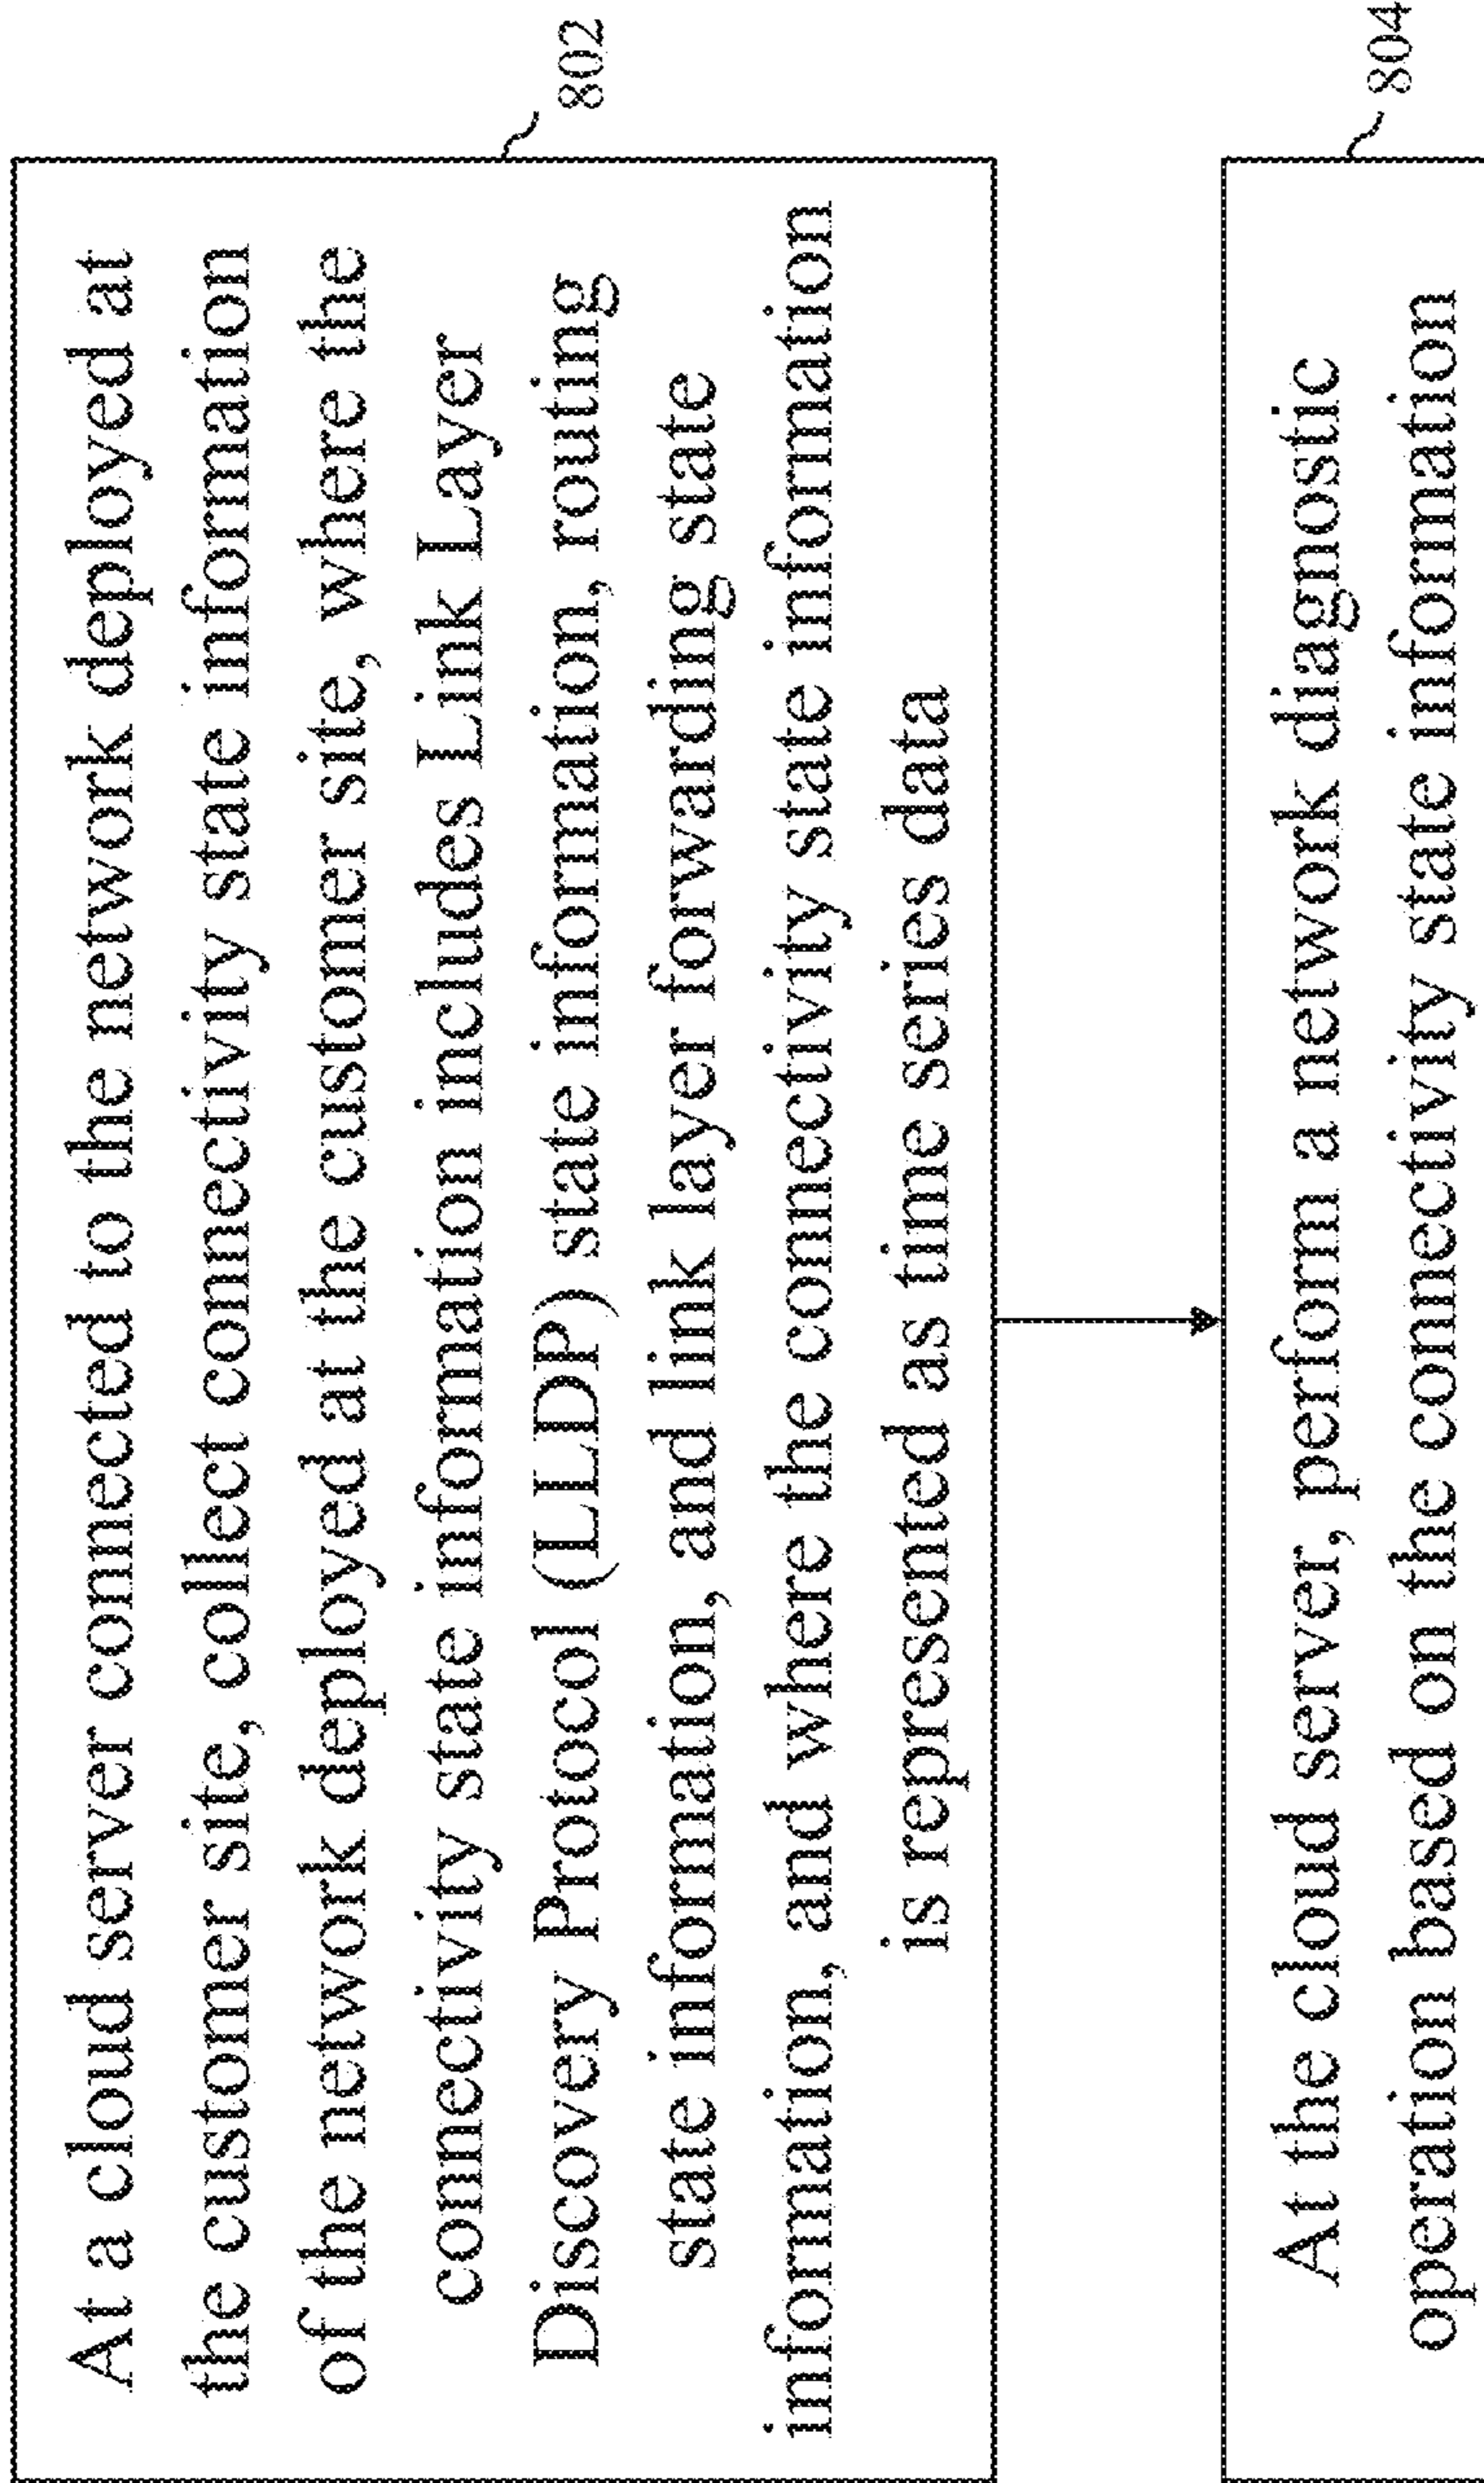 At a cloud server connected to the network deployed at
the customer site, collect connectivity state information
of the network deployed at the customer site, where the
connectivity state information includes Link Layer
Discovery Protocol (LLDP) state information, routing
state information, and link layer forwarding state
information, and where the connectivity state information
is represented as time series data
802
At the cloud server, perform a network diagnostic
operation based on the connectivity state information
804